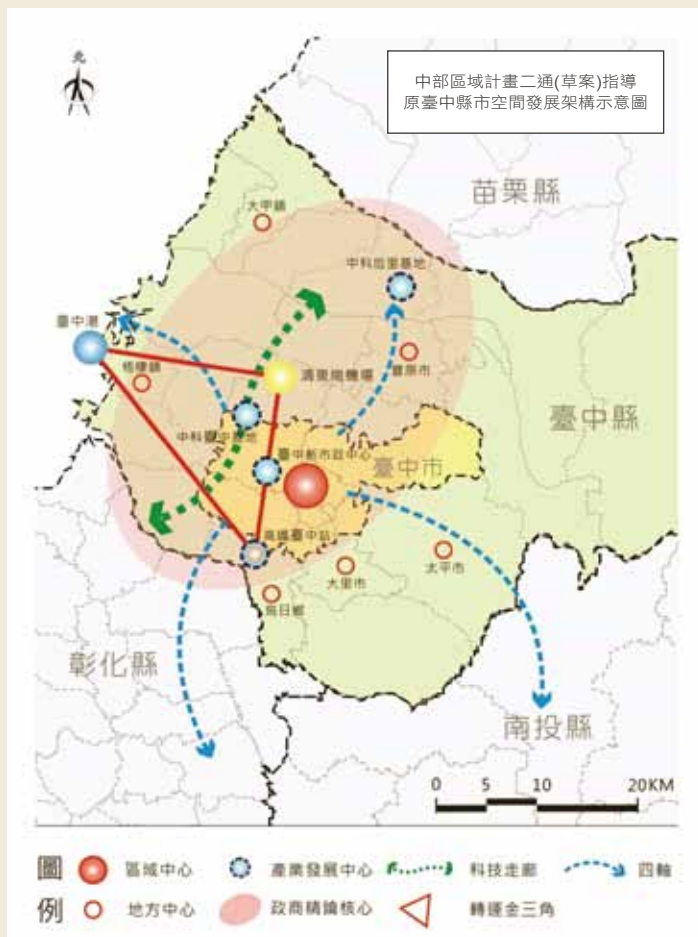 北
中部區域計畫二通(草案)指導
原臺中縣市空間發展架構示意圖
苗栗縣
大甲鎮
中科后里基地
臺中港
梧棲鎮
清泉崗機場
豐原市
中科臺中基地
臺中新市政中心
臺中市
臺中縣
高鐵臺中站
大里市
太平市
烏日鄉
彰化縣
南投縣
0 5 10 20KM
圖 區域中心 產業發展中心 科技走廊 四軸
例 地方中心 政商精鑰核心 轉運金三角